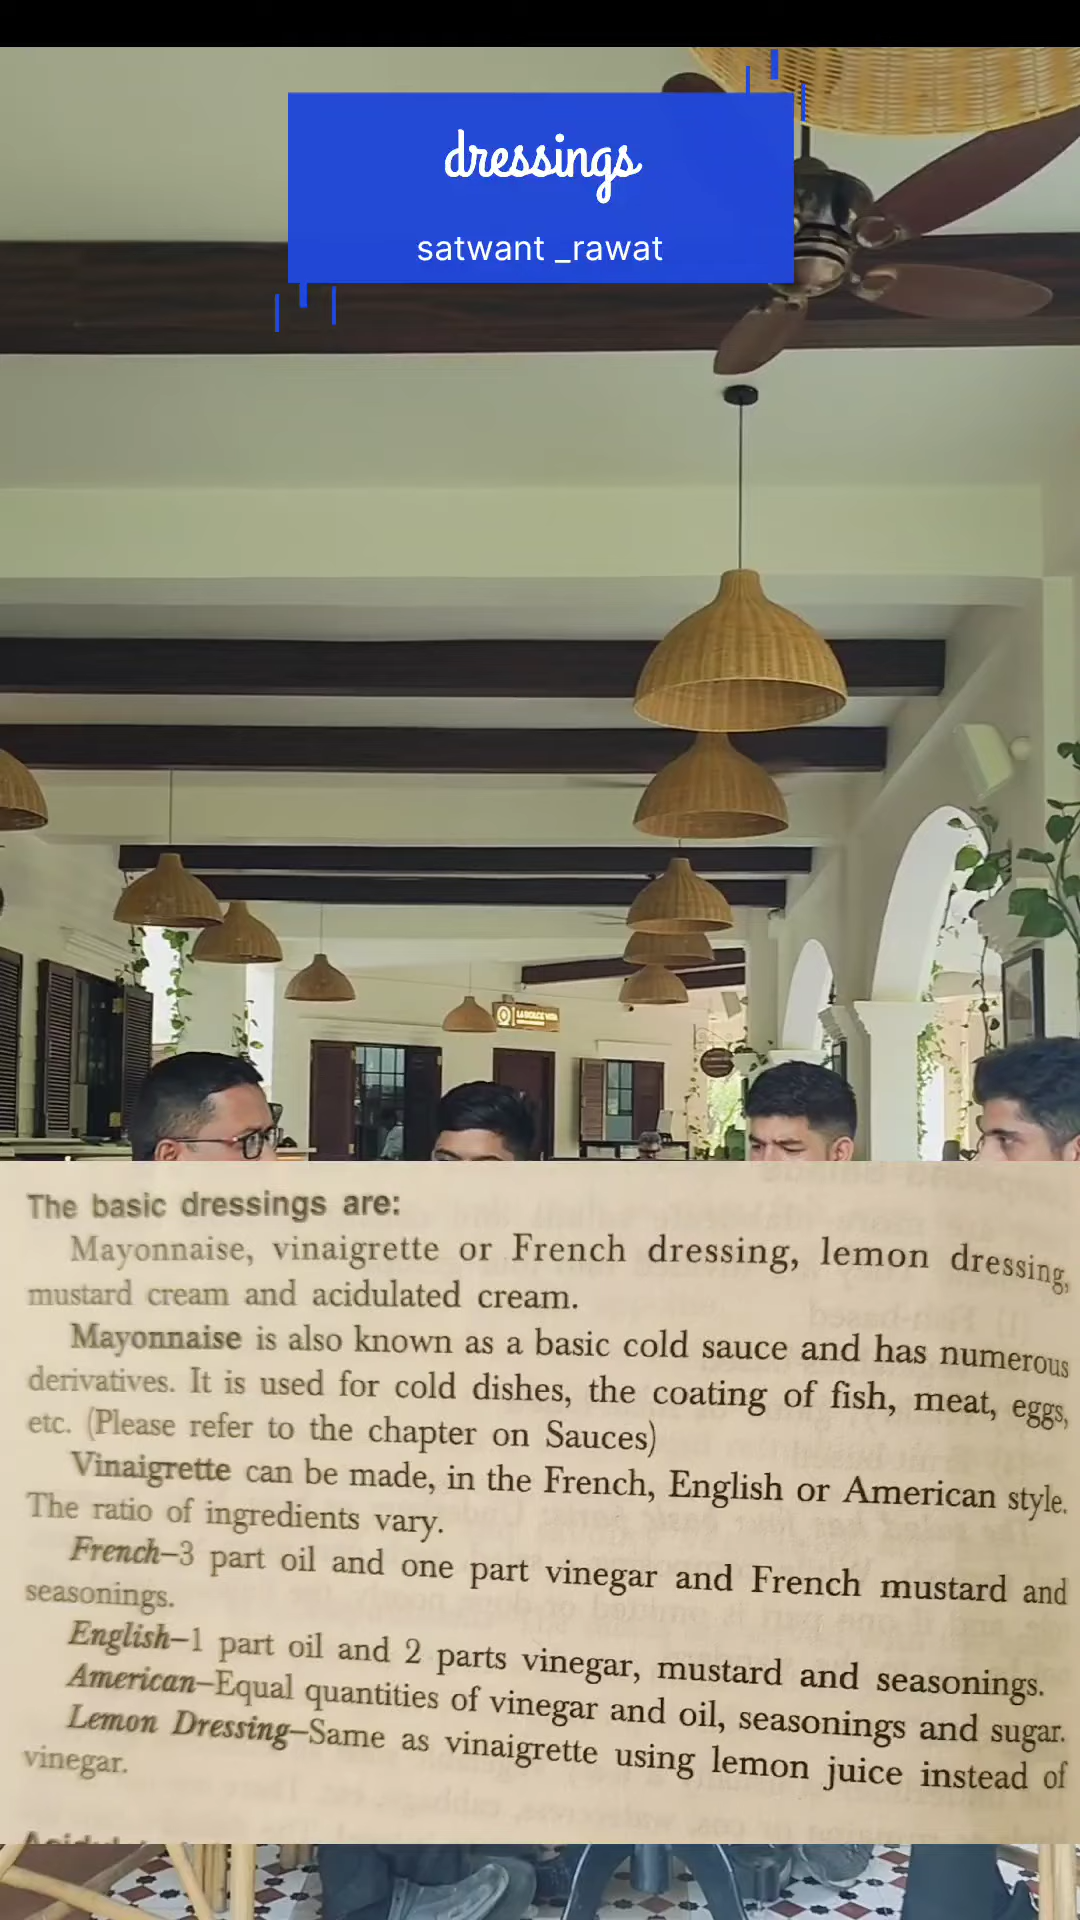 dressings
satwant _rawat
LA DOLCE VITA
The basic dressings are:
Mayonnaise, vinaigrette or French dressing, lemon dressing,
mustard cream and acidulated cream.
Mayonnaise is also known as a basic cold sauce and has numerous
derivatives. It is used for cold dishes, the coating of fish, meat, eggs,
etc. (Please refer to the chapter on Sauces)
Vinaigrette can be made, in the French, English or American style.
The ratio of ingredients vary.
French–3 part oil and one part vinegar and French mustard and
seasonings.
English–1 part oil and 2 parts vinegar, mustard and seasonings.
American–Equal quantities of vinegar and oil, seasonings and sugar.
Lemon Dressing–Same as vinaigrette using lemon juice instead of
vinegar.